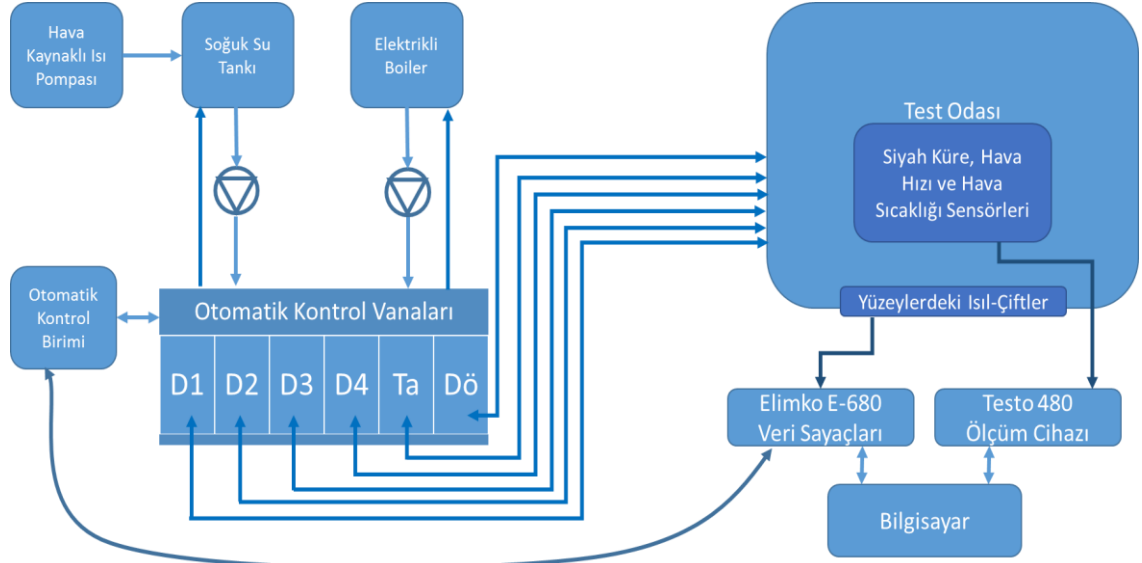 Hava
Kaynaklı Isı
Pompası
Soğuk Su
Tankı
Elektrikli
Boiler
Test Odası
Siyah Küre, Hava
Hızı ve Hava
Sıcaklığı Sensörleri
Yüzeylerdeki Isıl-Çiftler
Otomatik
Kontrol
Birimi
Otomatik Kontrol Vanaları
D1
D2
D3
D4
Ta
Dö
Elimko E-680
Veri Sayaçları
Testo 480
Ölçüm Cihazı
Bilgisayar